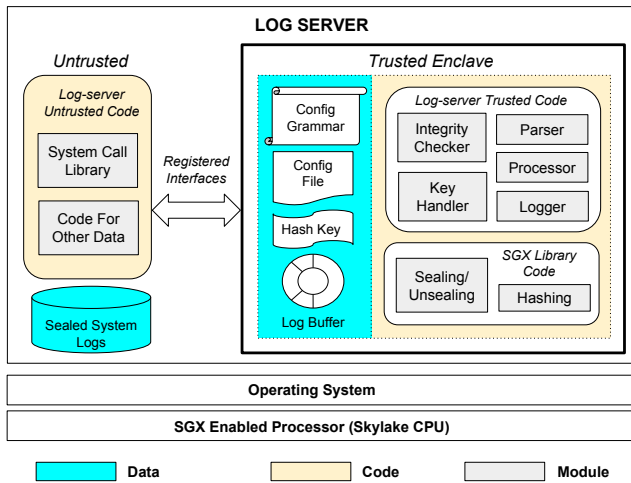 LOG SERVER
Untrusted
Log-server
Untrusted Code
System Call
Library
Code For
Other Data
Sealed System
Logs
Registered
Interfaces
Trusted Enclave
Config
Grammar
Config
File
Hash Key
Log Buffer
Log-server Trusted Code
Integrity
Checker
Key
Handler
Parser
Processor
Logger
SGX Library
Code
Sealing/
Unsealing
Hashing
Operating System
SGX Enabled Processor (Skylake CPU)
Data
Code
Module